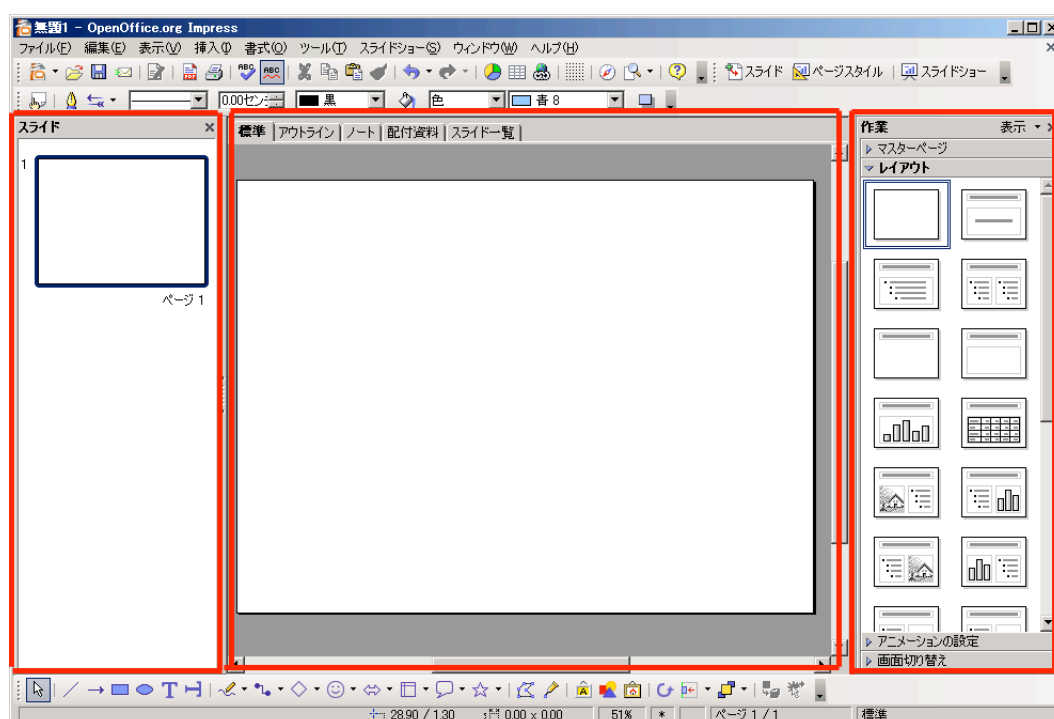 無題1 - OpenOffice.org Impress
ファイル(F) 編集(E) 表示(V) 挿入(I) 書式(O) ツール(T) スライドショー(S) ウィンドウ(W) ヘルプ(H)
ABC ABC スライド ページスタイル スライドショー
0.00センチ 黒 色 青 8
スライド
1
ページ 1
標準 アウトライン ノート 配付資料 スライド一覧
作業 表示
マスターページ
レイアウト
アニメーションの設定
画面切り替え
T A
28.90 / 1.30 0.00 x 0.00 51% * ページ 1 / 1 標準